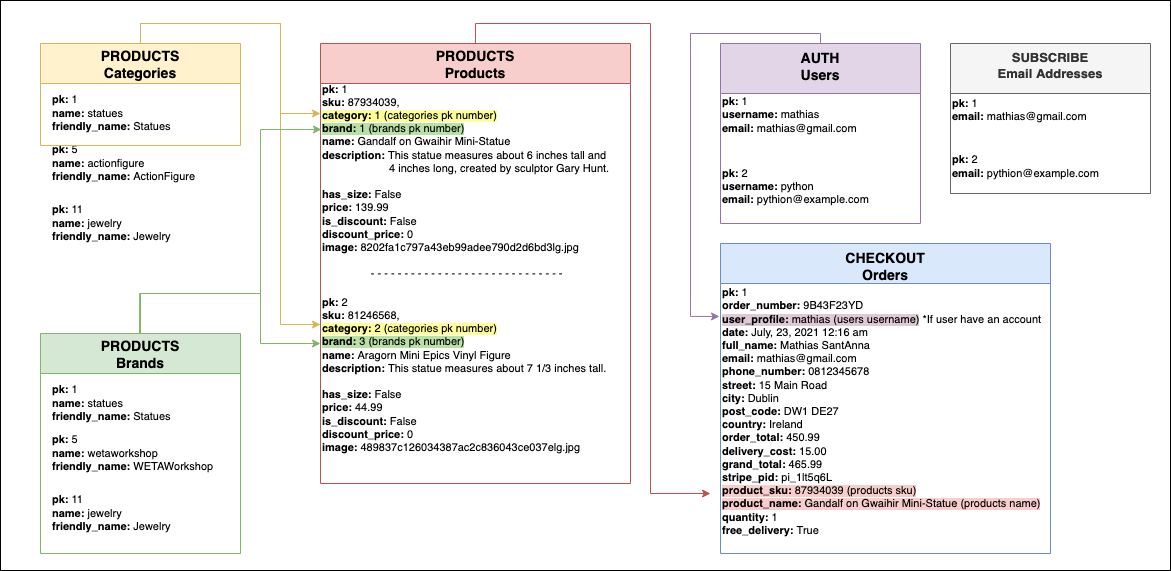 PRODUCTS
Categories
pk: 1
name: statues
friendly_name: Statues
pk: 5
name: actionfigure
friendly_name: ActionFigure
pk: 11
name: jewelry
friendly_name: Jewelry
PRODUCTS
Brands
pk: 1
name: statues
friendly_name: Statues
pk: 5
name: wetaworkshop
friendly_name: WETAWorkshop
pk: 11
name: jewelry
friendly_name: Jewelry
PRODUCTS
Products
pk: 1
sku: 87934039,
category: 1 (categories pk number)
brand: 1 (brands pk number)
name: Gandalf on Gwaihir Mini-Statue
description: This statue measures about 6 inches tall and
4 inches long, created by sculptor Gary Hunt.
has_size: False
price: 139.99
is_discount: False
discount_price: 0
image: 8202fa1c797a43eb99adee790d2d6bd3lg.jpg
- - - - - - - - - - - - - - - - - - - - - - - - - - - -
pk: 2
sku: 81246568,
category: 2 (categories pk number)
brand: 3 (brands pk number)
name: Aragorn Mini Epics Vinyl Figure
description: This statue measures about 7 1/3 inches tall.
has_size: False
price: 44.99
is_discount: False
discount_price: 0
image: 489837c126034387ac2c836043ce037elg.jpg
AUTH
Users
pk: 1
username: mathias
email: mathias@gmail.com
pk: 2
username: python
email: pythion@example.com
SUBSCRIBE
Email Addresses
pk: 1
email: mathias@gmail.com
pk: 2
email: pythion@example.com
CHECKOUT
Orders
pk: 1
order_number: 9B43F23YD
user_profile: mathias (users username) *If user have an account
date: July, 23, 2021 12:16 am
full_name: Mathias SantAnna
email: mathias@gmail.com
phone_number: 0812345678
street: 15 Main Road
city: Dublin
post_code: DW1 DE27
country: Ireland
order_total: 450.99
delivery_cost: 15.00
grand_total: 465.99
stripe_pid: pi_1lt5q6L
product_sku: 87934039 (products sku)
product_name: Gandalf on Gwaihir Mini-Statue (products name)
quantity: 1
free_delivery: True